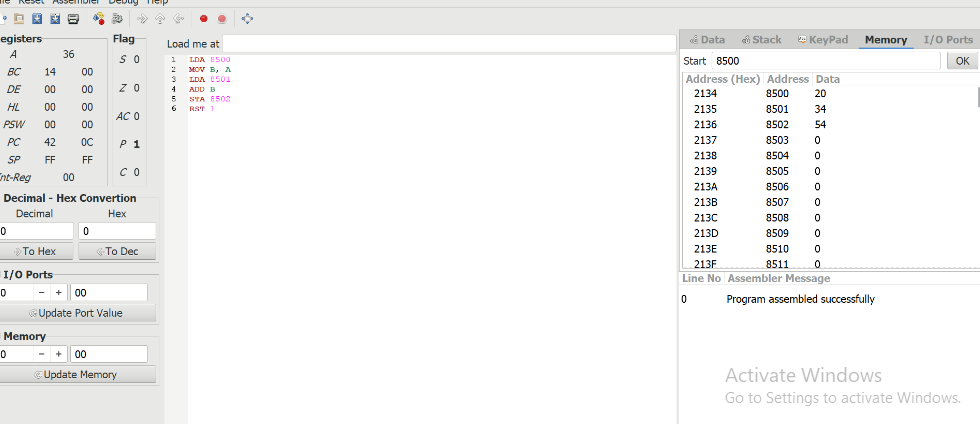 Reset Assembler Debug Help
Registers
Flag
A 36
BC 14 00
DE 00 00
HL 00 00
PSW 00 00
PC 42 0C
SP FF FF
Int-Reg 00
S 0
Z 0
AC 0
P 1
C 0
Decimal - Hex Convertion
Decimal Hex
0 0
To Hex To Dec
I/O Ports
0 - + 00
Update Port Value
Memory
0 - + 00
Update Memory
Load me at
1 LDA 8500
2 MOV B, A
3 LDA 8501
4 ADD B
5 STA 8502
6 RST 1
Data Stack KeyPad Memory I/O Ports
Start 8500 OK
Address (Hex) Address Data
2134 8500 20
2135 8501 34
2136 8502 54
2137 8503 0
2138 8504 0
2139 8505 0
213A 8506 0
213B 8507 0
213C 8508 0
213D 8509 0
213E 8510 0
213F 8511 0
Line No Assembler Message
0 Program assembled successfully
Activate Windows
Go to Settings to activate Windows.